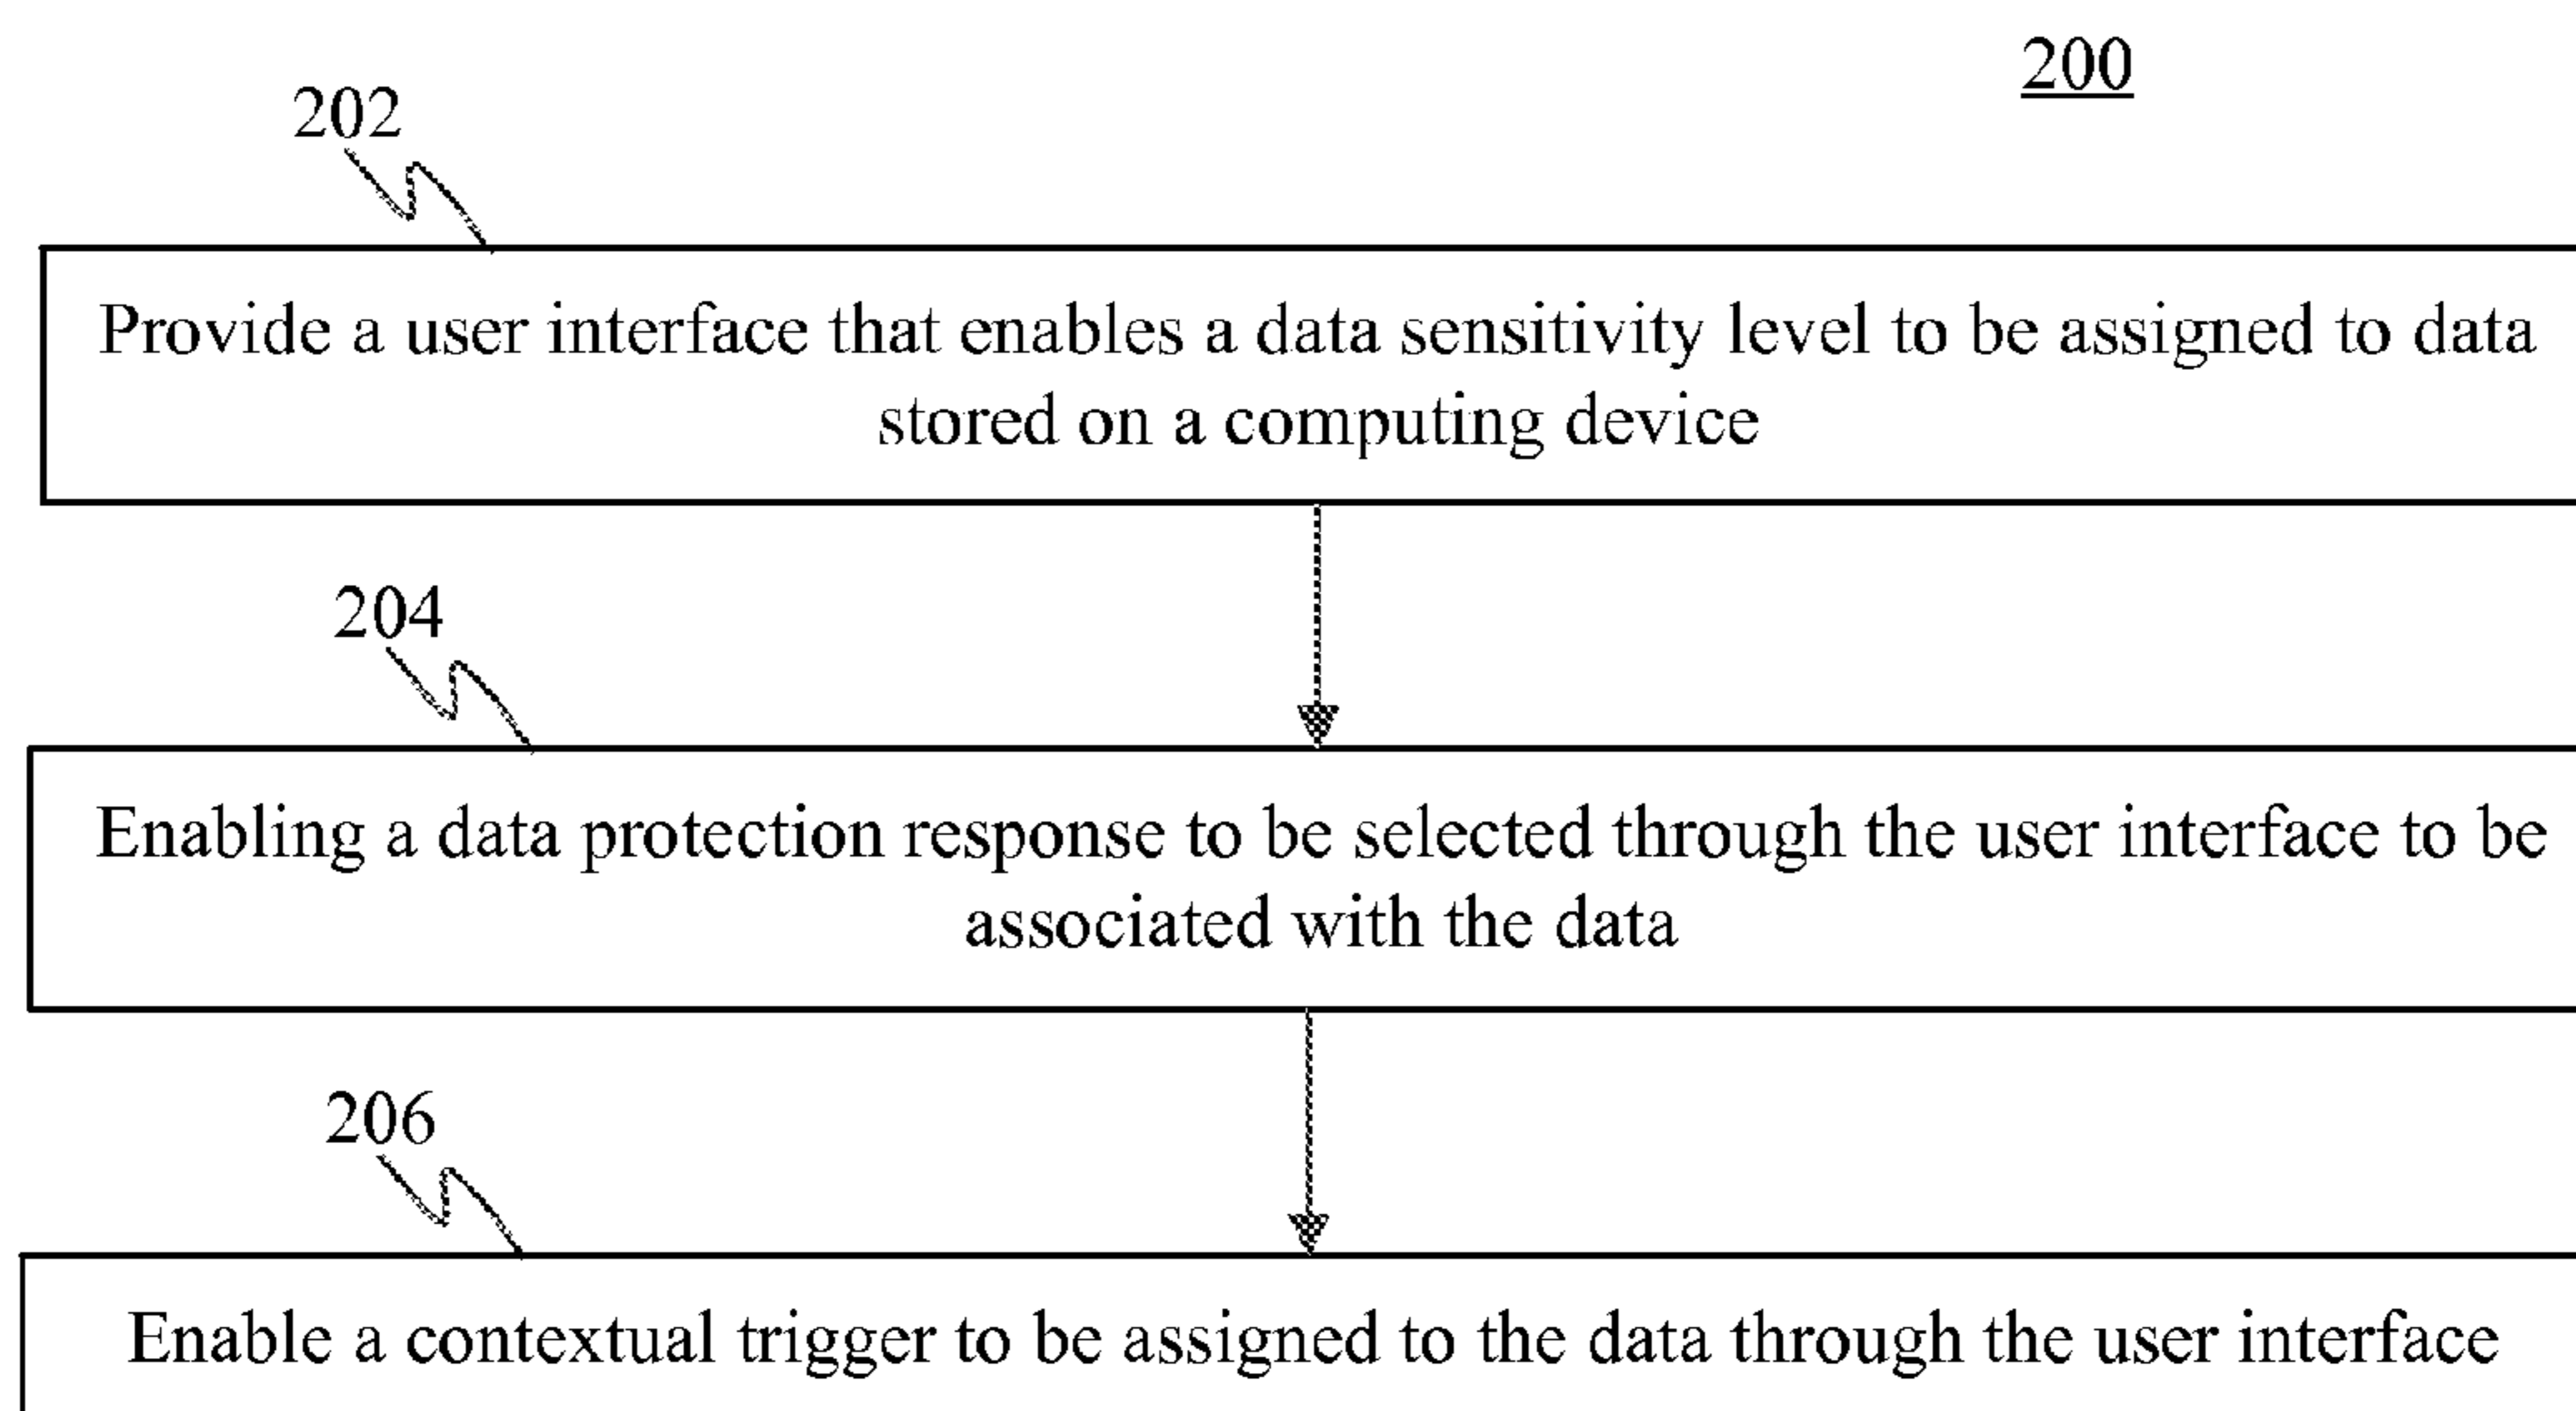 200
202
Provide a user interface that enables a data sensitivity level to be assigned to data
stored on a computing device
204
Enabling a data protection response to be selected through the user interface to be
associated with the data
206
Enable a contextual trigger to be assigned to the data through the user interface